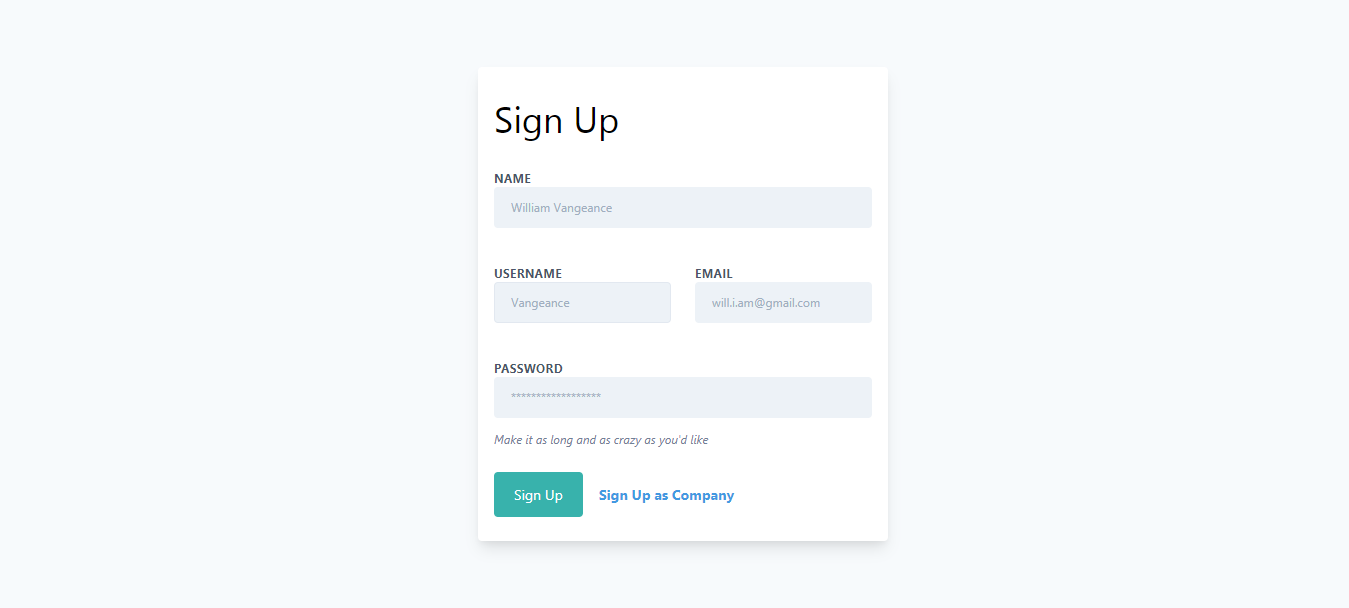 Sign Up
NAME
William Vangeance
USERNAME EMAIL
Vangeance will.i.am@gmail.com
PASSWORD
******************
Make it as long and as crazy as you'd like
Sign Up Sign Up as Company